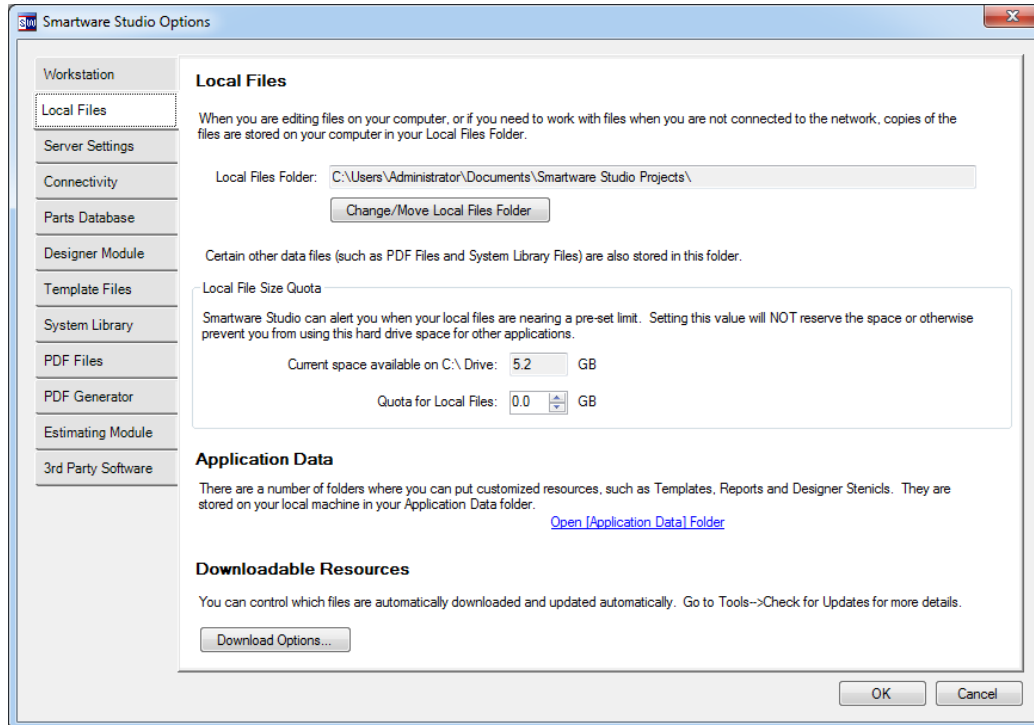 SW Smartware Studio Options
Workstation
Local Files
Server Settings
Connectivity
Parts Database
Designer Module
Template Files
System Library
PDF Files
PDF Generator
Estimating Module
3rd Party Software
Local Files
When you are editing files on your computer, or if you need to work with files when you are not connected to the network, copies of the
files are stored on your computer in your Local Files Folder.
Local Files Folder: C:\Users\Administrator\Documents\Smartware Studio Projects\
Change/Move Local Files Folder
Certain other data files (such as PDF Files and System Library Files) are also stored in this folder.
Local File Size Quota
Smartware Studio can alert you when your local files are nearing a pre-set limit. Setting this value will NOT reserve the space or otherwise
prevent you from using this hard drive space for other applications.
Current space available on C:\ Drive: 5.2 GB
Quota for Local Files: 0.0 GB
Application Data
There are a number of folders where you can put customized resources, such as Templates, Reports and Designer Stenicls. They are
stored on your local machine in your Application Data folder.
Open [Application Data] Folder
Downloadable Resources
You can control which files are automatically downloaded and updated automatically. Go to Tools-->Check for Updates for more details.
Download Options...
OK Cancel